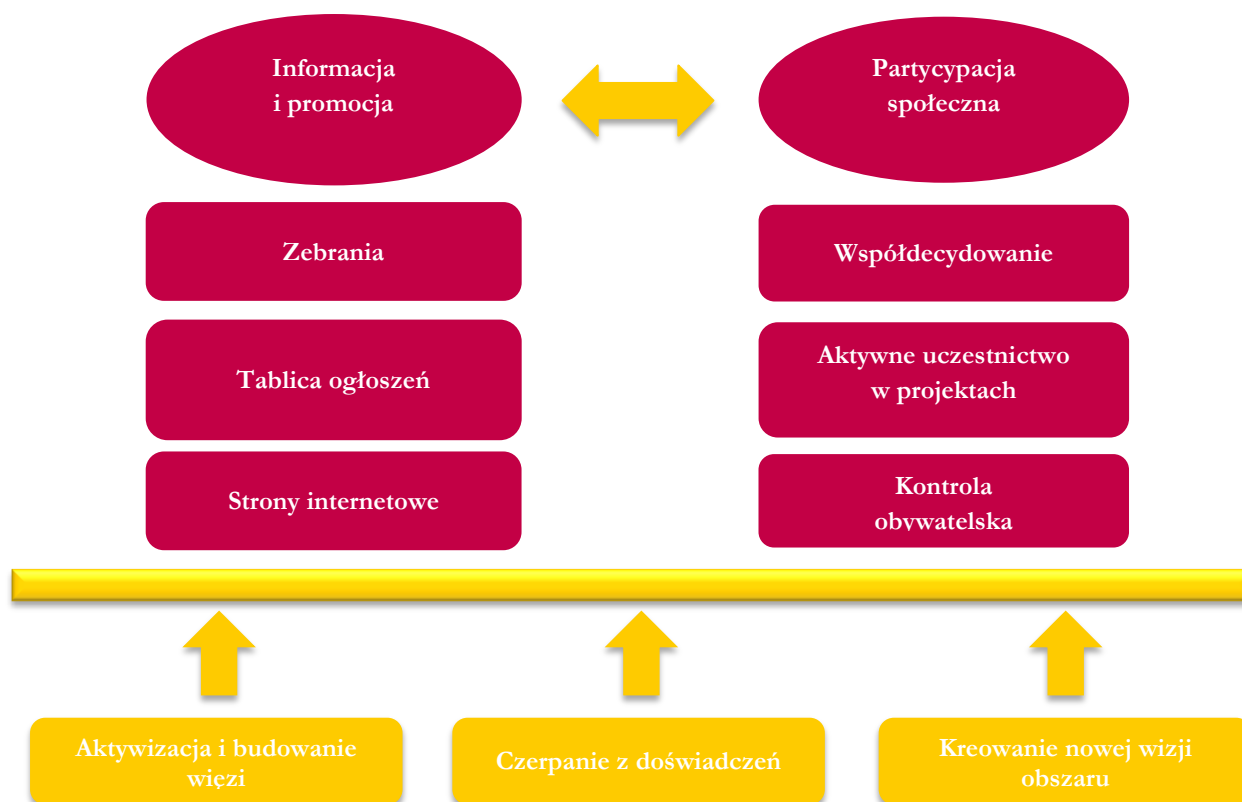 Informacja
i promocja
Partycypacja
społeczna
Zebrania
Współdecydowanie
Tablica ogłoszeń
Aktywne uczestnictwo
w projektach
Strony internetowe
Kontrola
obywatelska
Aktywizacja i budowanie
więzi
Czerpanie z doświadczeń
Kreowanie nowej wizji
obszaru